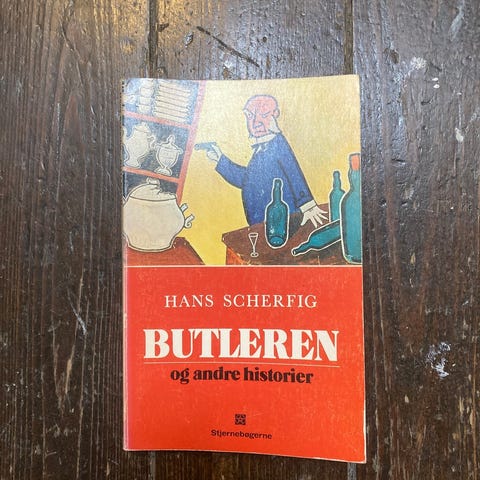 HANS SCHERFIG
BUTLEREN
og andre historier
Stjernebøgerne